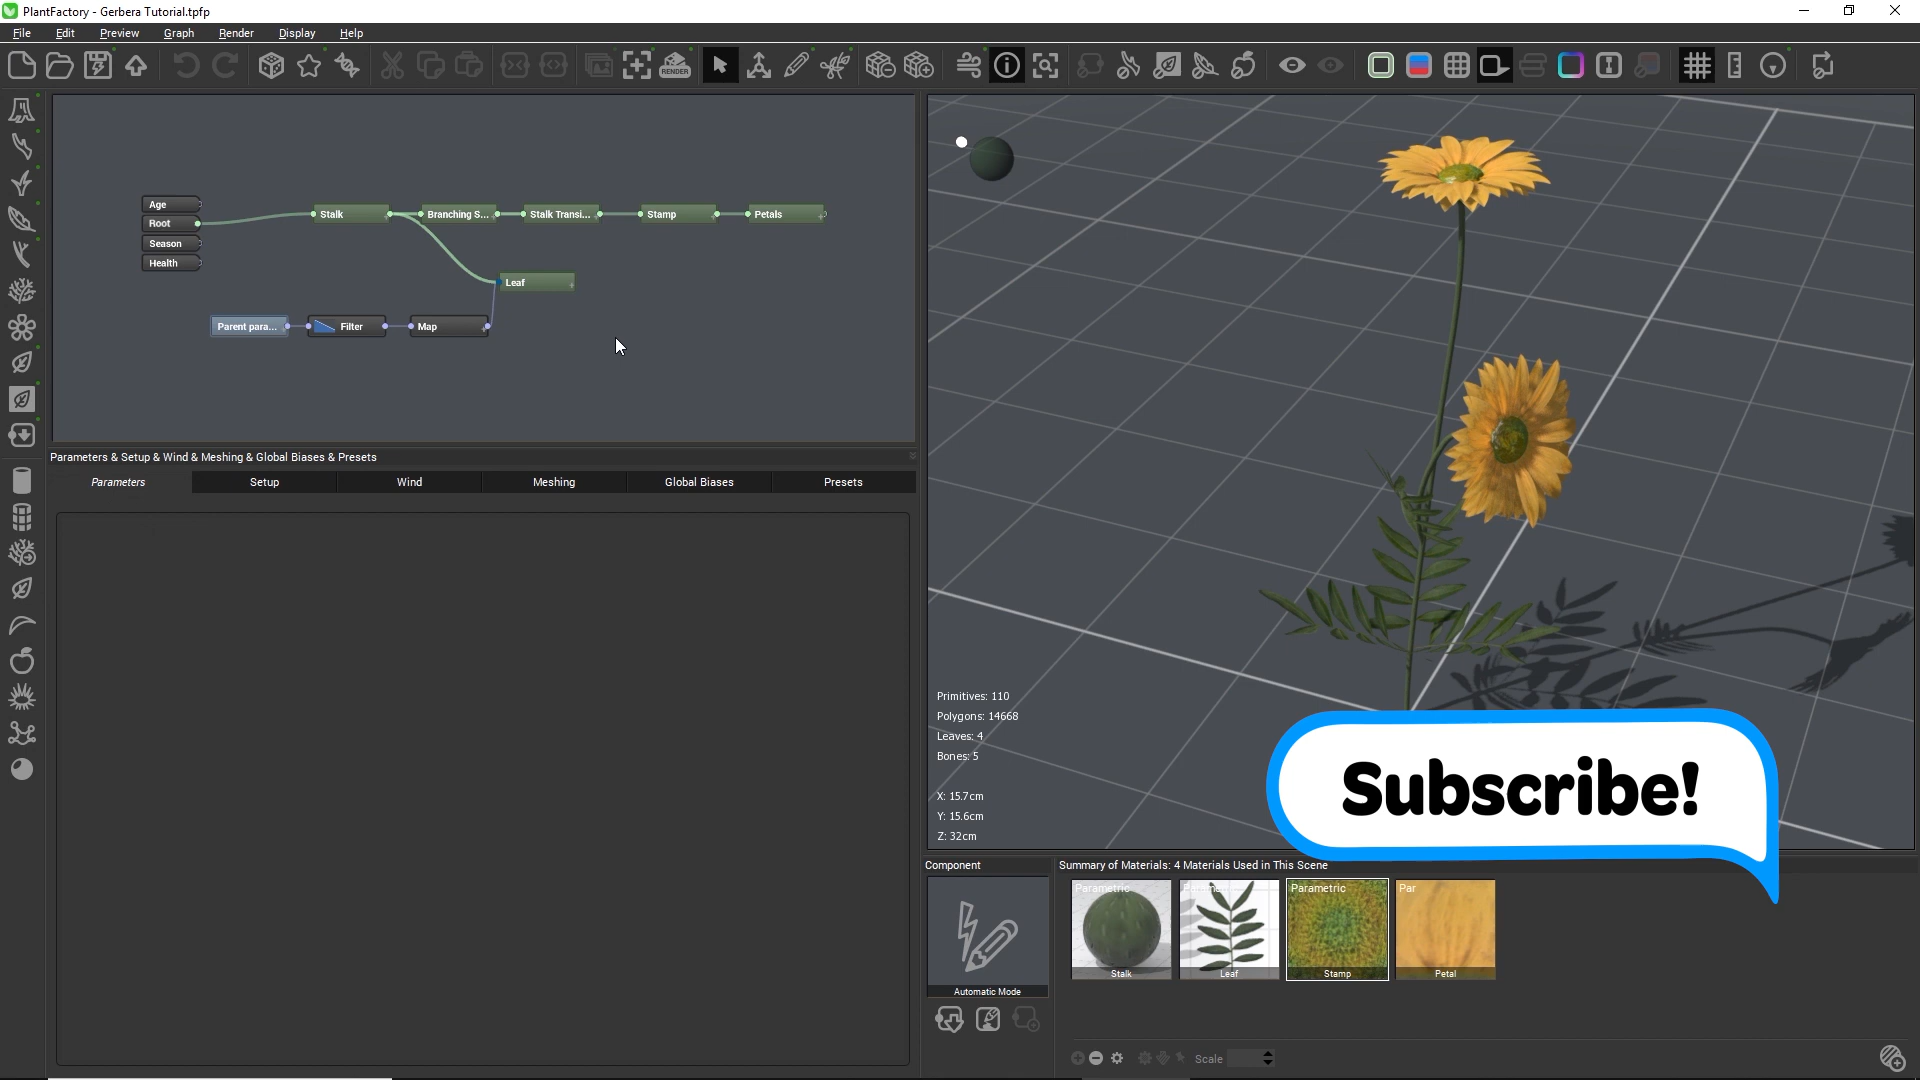 PlantFactory - Gerbera Tutorial.tpfp
File Edit Preview Graph Render Display Help
RENDER
Age
Root
Season
Health
Stalk
Branching S...
Stalk Transi...
Stamp
Petals
Leaf
Parent para...
Filter
Map
Parameters & Setup & Wind & Meshing & Global Biases & Presets
Parameters Setup Wind Meshing Global Biases Presets
Primitives: 110
Polygons: 14668
Leaves: 4
Bones: 5
X: 15.7cm
Y: 15.6cm
Z: 32cm
Subscribe!
Component
Automatic Mode
Summary of Materials: 4 Materials Used in This Scene
Parametric
Stalk
Leaf
Parametric
Stamp
Par
Petal
Scale